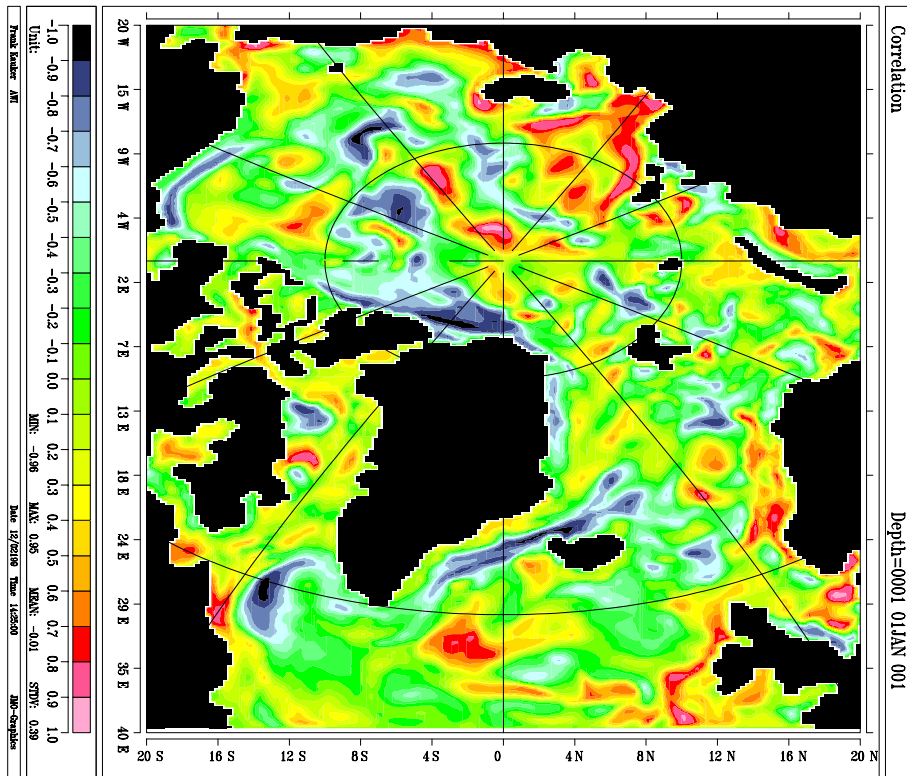 Correlation
Depth=0001 01JAN 001
20 W
15 W
9 W
4 W
2 E
7 E
13 E
18 E
24 E
29 E
35 E
40 E
20 S
16 S
12 S
8 S
4 S
0
4 N
8 N
12 N
16 N
20 N
-1.0
-0.9
-0.8
-0.7
-0.6
-0.5
-0.4
-0.3
-0.2
-0.1
0.0
0.1
0.2
0.3
0.4
0.5
0.6
0.7
0.8
0.9
1.0
Unit: MIN: -0.96 MAX: 0.95 MEAN: -0.01 STDV: 0.39
Frank Kauker AWI Date 12/02199 Time 14:25:00 JMO-Graphics